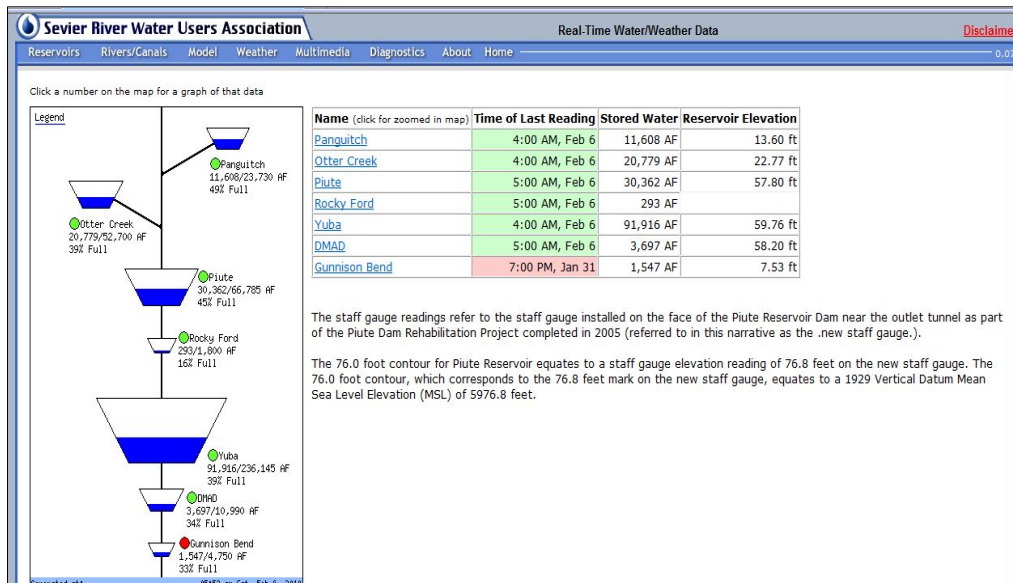 Sevier River Water Users Association
Real-Time Water/Weather Data
Disclaime
Reservoirs Rivers/Canals Model Weather Multimedia Diagnostics About Home
0.07
Click a number on the map for a graph of that data
Legend
Panguitch
11,608/23,730 AF
49% Full
Otter Creek
20,779/52,700 AF
39% Full
Piute
30,362/66,785 AF
45% Full
Rocky Ford
293/1,800 AF
16% Full
Yuba
91,916/236,145 AF
39% Full
DMAD
3,697/10,990 AF
34% Full
Gunnison Bend
1,547/4,750 AF
33% Full
Name (click for zoomed in map) Time of Last Reading Stored Water Reservoir Elevation
Panguitch 4:00 AM, Feb 6 11,608 AF 13.60 ft
Otter Creek 4:00 AM, Feb 6 20,779 AF 22.77 ft
Piute 5:00 AM, Feb 6 30,362 AF 57.80 ft
Rocky Ford 5:00 AM, Feb 6 293 AF
Yuba 4:00 AM, Feb 6 91,916 AF 59.76 ft
DMAD 5:00 AM, Feb 6 3,697 AF 58.20 ft
Gunnison Bend 7:00 PM, Jan 31 1,547 AF 7.53 ft
The staff gauge readings refer to the staff gauge installed on the face of the Piute Reservoir Dam near the outlet tunnel as part
of the Piute Dam Rehabilitation Project completed in 2005 (referred to in this narrative as the .new staff gauge.).
The 76.0 foot contour for Piute Reservoir equates to a staff gauge elevation reading of 76.8 feet on the new staff gauge. The
76.0 foot contour, which corresponds to the 76.8 feet mark on the new staff gauge, equates to a 1929 Vertical Datum Mean
Sea Level Elevation (MSL) of 5976.8 feet.